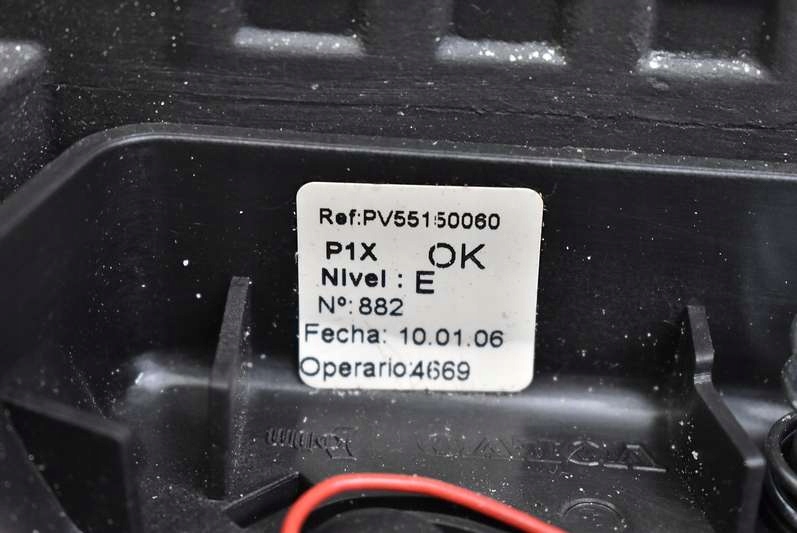 Ref:PV55150060
P1X OK
Nivel : E
Nº: 882
Fecha: 10.01.06
Operario:4669